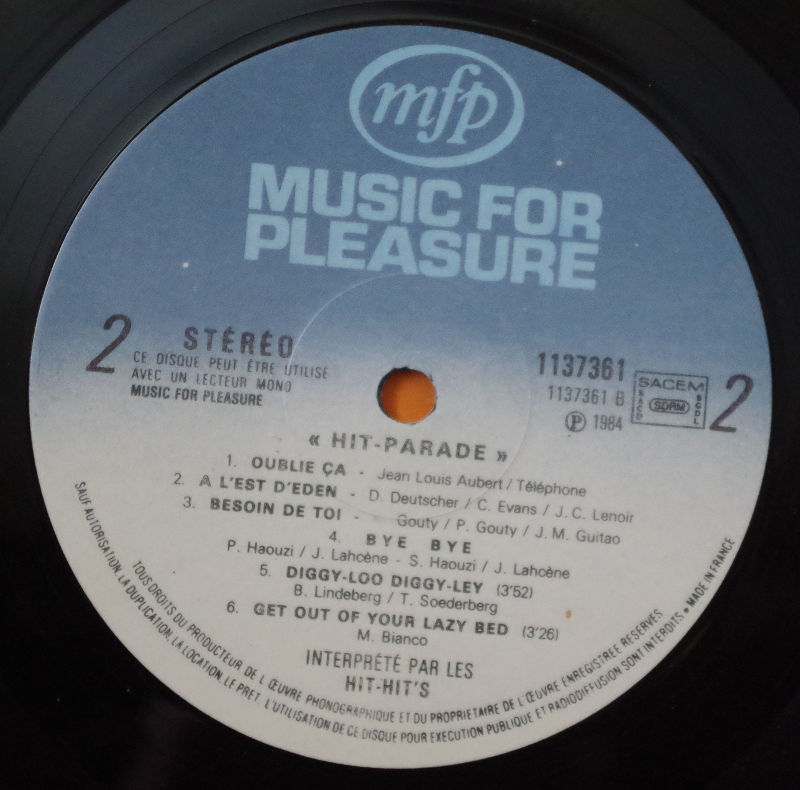 mfp
MUSIC FOR
PLEASURE
2
STÉRÉO
CE DISQUE PEUT ÊTRE UTILISÉ
AVEC UN LECTEUR MONO
MUSIC FOR PLEASURE
1137361
1137361 B
Ⓟ 1984
SACEM
SACD
SDRM
SGDL
2
« HIT-PARADE »
1. OUBLIE ÇA - Jean Louis Aubert / Téléphone
2. A L'EST D'EDEN - D. Deutscher / C. Evans / J.C. Lenoir
3. BESOIN DE TOI - Gouty / P. Gouty / J.M. Guitao
4. BYE BYE
P. Haouzi / J. Lahcène - S. Haouzi / J. Lahcène
5. DIGGY-LOO DIGGY-LEY (3'52)
B. Lindeberg / T. Soederberg
6. GET OUT OF YOUR LAZY BED (3'26)
M. Bianco
INTERPRÉTÉ PAR LES
HIT-HIT'S
TOUS DROITS DU PRODUCTEUR DE L'ŒUVRE PHONOGRAPHIQUE ET DU PROPRIETAIRE DE L'ŒUVRE ENREGISTREE RESERVES
SAUF AUTORISATION, LA DUPLICATION, LA LOCATION, LE PRET, L'UTILISATION DE CE DISQUE POUR EXECUTION PUBLIQUE ET RADIODIFFUSION SONT INTERDITS • MADE IN FRANCE